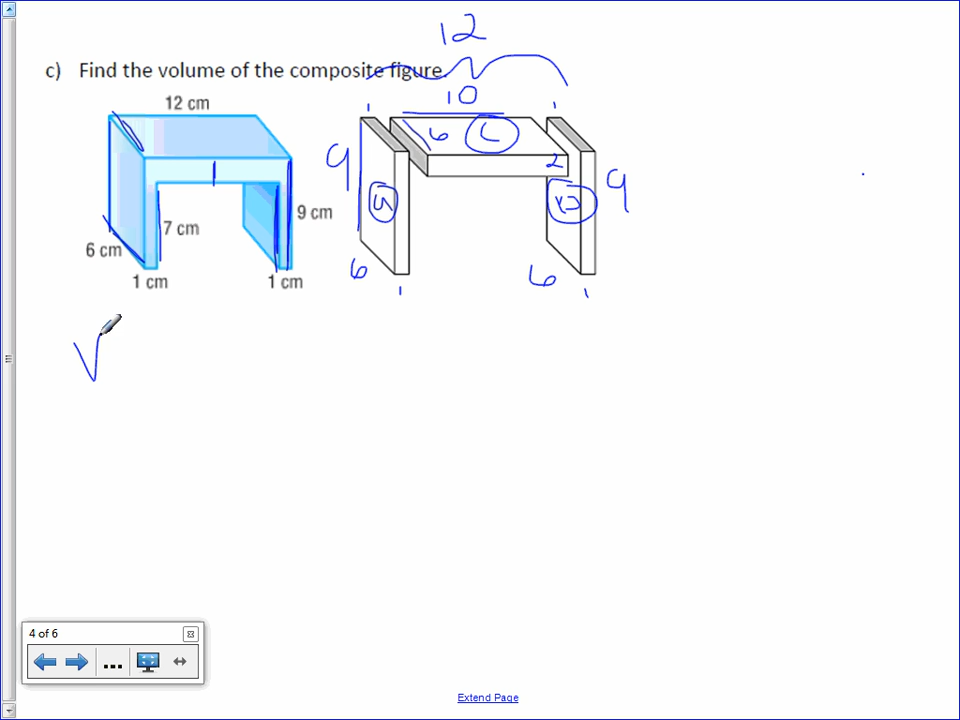 12
c) Find the volume of the composite figure.
12 cm
10
6
2
9
9
7 cm
9 cm
6 cm
6
6
1 cm
1 cm
V
4 of 6
...
Extend Page